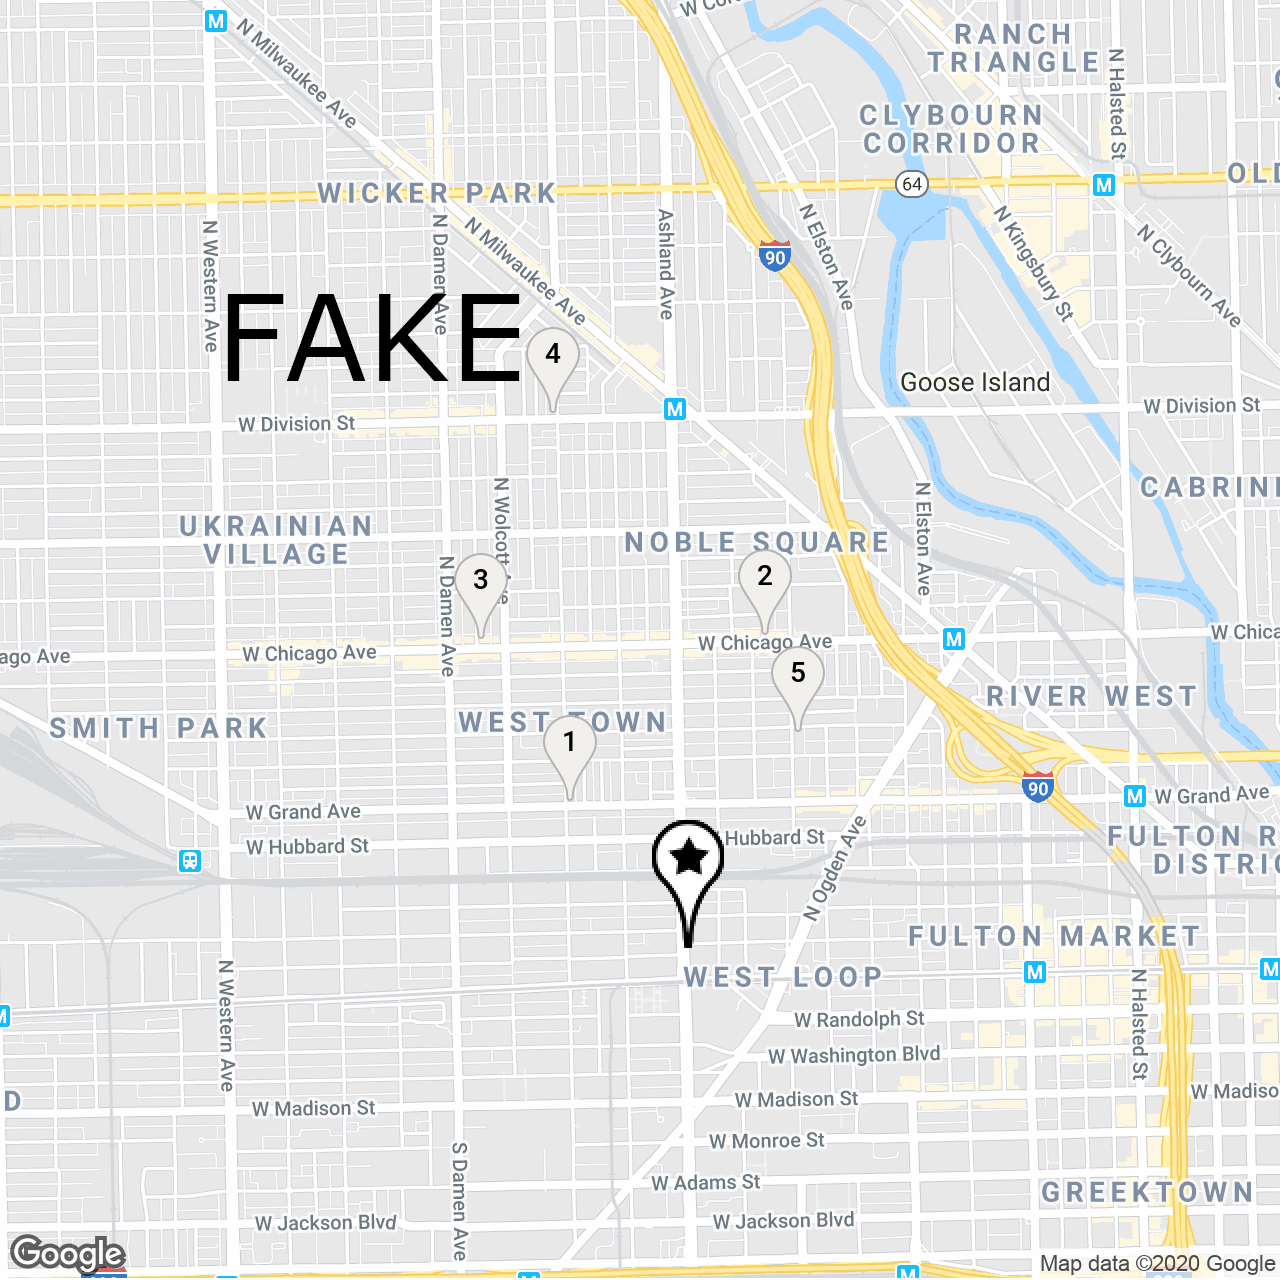 W Cor
RANCH
TRIANGLE
N Milwaukee Ave
N Halsted St
CLYBOURN
CORRIDOR
64
WICKER PARK
OLD
N Western Ave
N Damen Ave
N Milwaukee Ave
Ashland Ave
N Elston Ave
N Kingsbury St
N Clybourn Ave
90
FAKE
4
Goose Island
W Division St
W Division St
N Wolcott Ave
N Elston Ave
CABRINI
UKRAINIAN
VILLAGE
NOBLE SQUARE
3
2
N Damen Ave
W Chicago Ave
W Chica
ago Ave
W Chicago Ave
5
RIVER WEST
SMITH PARK
WEST TOWN
1
90
W Grand Ave
W Grand Ave
W Hubbard St
Hubbard St
N Ogden Ave
FULTON R
DISTRIC
FULTON MARKET
WEST LOOP
N Western Ave
N Halsted St
W Randolph St
W Washington Blvd
D
W Madison St
W Madison St
W Madiso
W Monroe St
S Damen Ave
W Adams St
GREEKTOWN
W Jackson Blvd
W Jackson Blvd
Google
Map data ©2020 Google